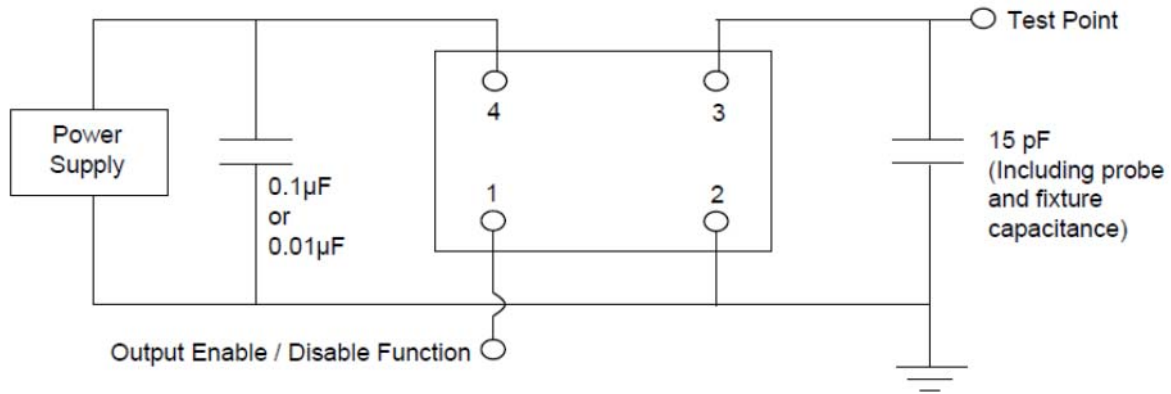 Test Point
4
3
Power
Supply
15 pF
(Including probe
and fixture
capacitance)
0.1µF
or
0.01µF
1
2
Output Enable / Disable Function